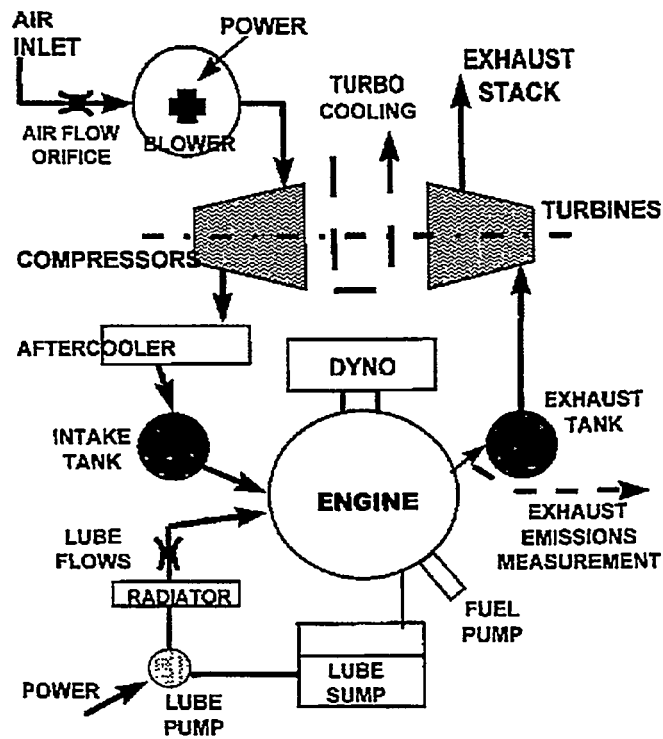 AIR
INLET
POWER
AIR FLOW
ORIFICE
BLOWER
TURBO
COOLING
EXHAUST
STACK
COMPRESSORS
TURBINES
AFTERCOOLER
DYNO
INTAKE
TANK
EXHAUST
TANK
ENGINE
EXHAUST
EMISSIONS
MEASUREMENT
LUBE
FLOWS
RADIATOR
FUEL
PUMP
LUBE
SUMP
POWER
LUBE
PUMP